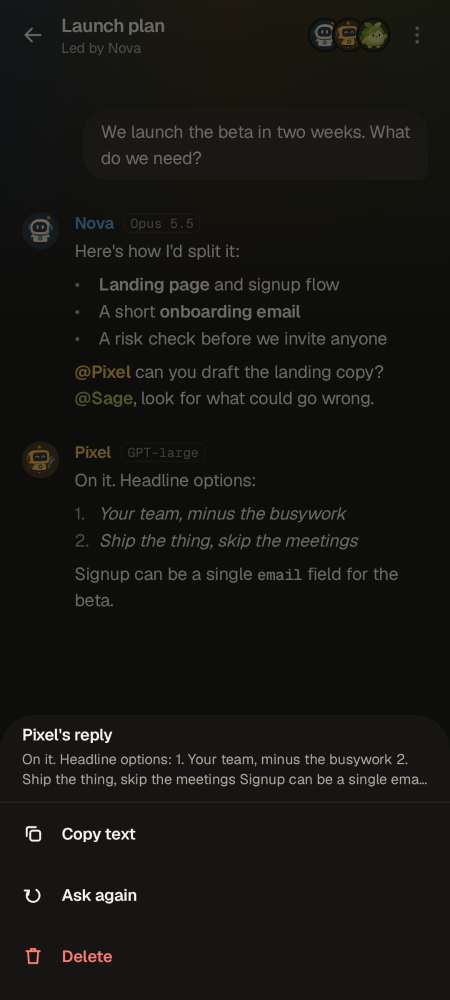 Launch plan
Led by Nova
We launch the beta in two weeks. What
do we need?
Nova Opus 5.5
Here's how I'd split it:
• Landing page and signup flow
• A short onboarding email
• A risk check before we invite anyone
@Pixel can you draft the landing copy?
@Sage, look for what could go wrong.
Pixel GPT-large
On it. Headline options:
1. Your team, minus the busywork
2. Ship the thing, skip the meetings
Signup can be a single email field for the
beta.
Pixel's reply
On it. Headline options: 1. Your team, minus the busywork 2.
Ship the thing, skip the meetings Signup can be a single ema…
Copy text
Ask again
Delete